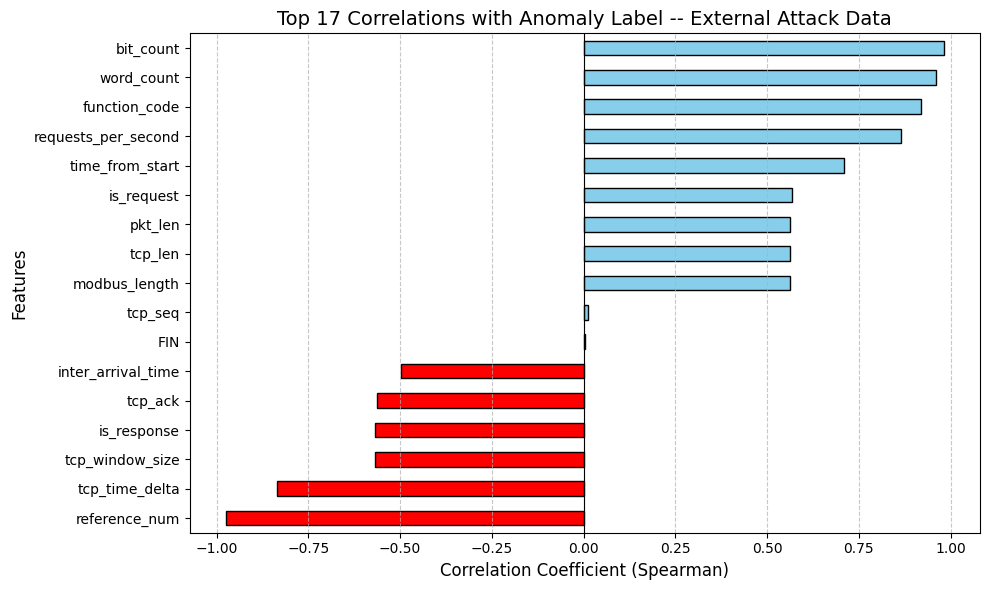 Top 17 Correlations with Anomaly Label -- External Attack Data
Features
bit_count
word_count
function_code
requests_per_second
time_from_start
is_request
pkt_len
tcp_len
modbus_length
tcp_seq
FIN
inter_arrival_time
tcp_ack
is_response
tcp_window_size
tcp_time_delta
reference_num
−1.00 −0.75 −0.50 −0.25 0.00 0.25 0.50 0.75 1.00
Correlation Coefficient (Spearman)